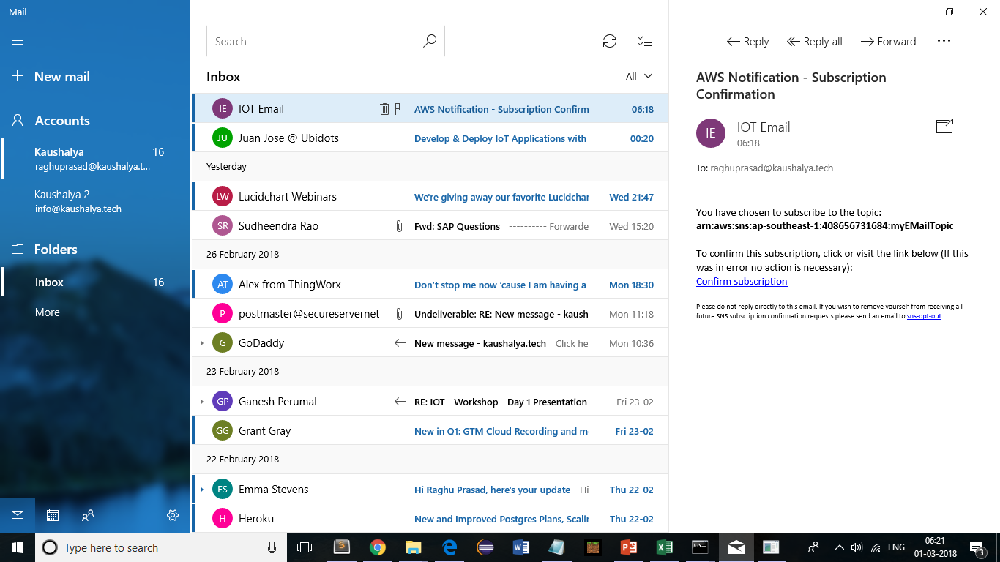 Mail
New mail
Accounts
Kaushalya 16
raghuprasad@kaushalya.t...
Kaushalya 2
info@kaushalya.tech
Folders
Inbox 16
More
Search
Inbox All
IE IOT Email AWS Notification - Subscription Confirm 06:18
JU Juan Jose @ Ubidots Develop & Deploy IoT Applications with 00:20
Yesterday
LW Lucidchart Webinars We're giving away our favorite Lucidchar Wed 21:47
SR Sudheendra Rao Fwd: SAP Questions ---------- Forwarde Wed 15:20
26 February 2018
AT Alex from ThingWorx Don't stop me now ‘cause I am having a Mon 18:30
P postmaster@secureservernet Undeliverable: RE: New message - kausha Mon 11:18
G GoDaddy New message - kaushalya.tech Click he Mon 10:36
23 February 2018
GP Ganesh Perumal RE: IOT - Workshop - Day 1 Presentation Fri 23-02
GG Grant Gray New in Q1: GTM Cloud Recording and mo Fri 23-02
22 February 2018
ES Emma Stevens Hi Raghu Prasad, here's your update Hi Thu 22-02
H Heroku New and Improved Postgres Plans, Scalin Thu 22-02
Reply Reply all Forward
AWS Notification - Subscription
Confirmation
IE IOT Email
06:18
To: raghuprasad@kaushalya.tech
You have chosen to subscribe to the topic:
arn:aws:sns:ap-southeast-1:408656731684:myEMailTopic
To confirm this subscription, click or visit the link below (If this
was in error no action is necessary):
Confirm subscription
Please do not reply directly to this email. If you wish to remove yourself from receiving all
future SNS subscription confirmation requests please send an email to sns-opt-out
Type here to search
ENG
06:21
01-03-2018
3